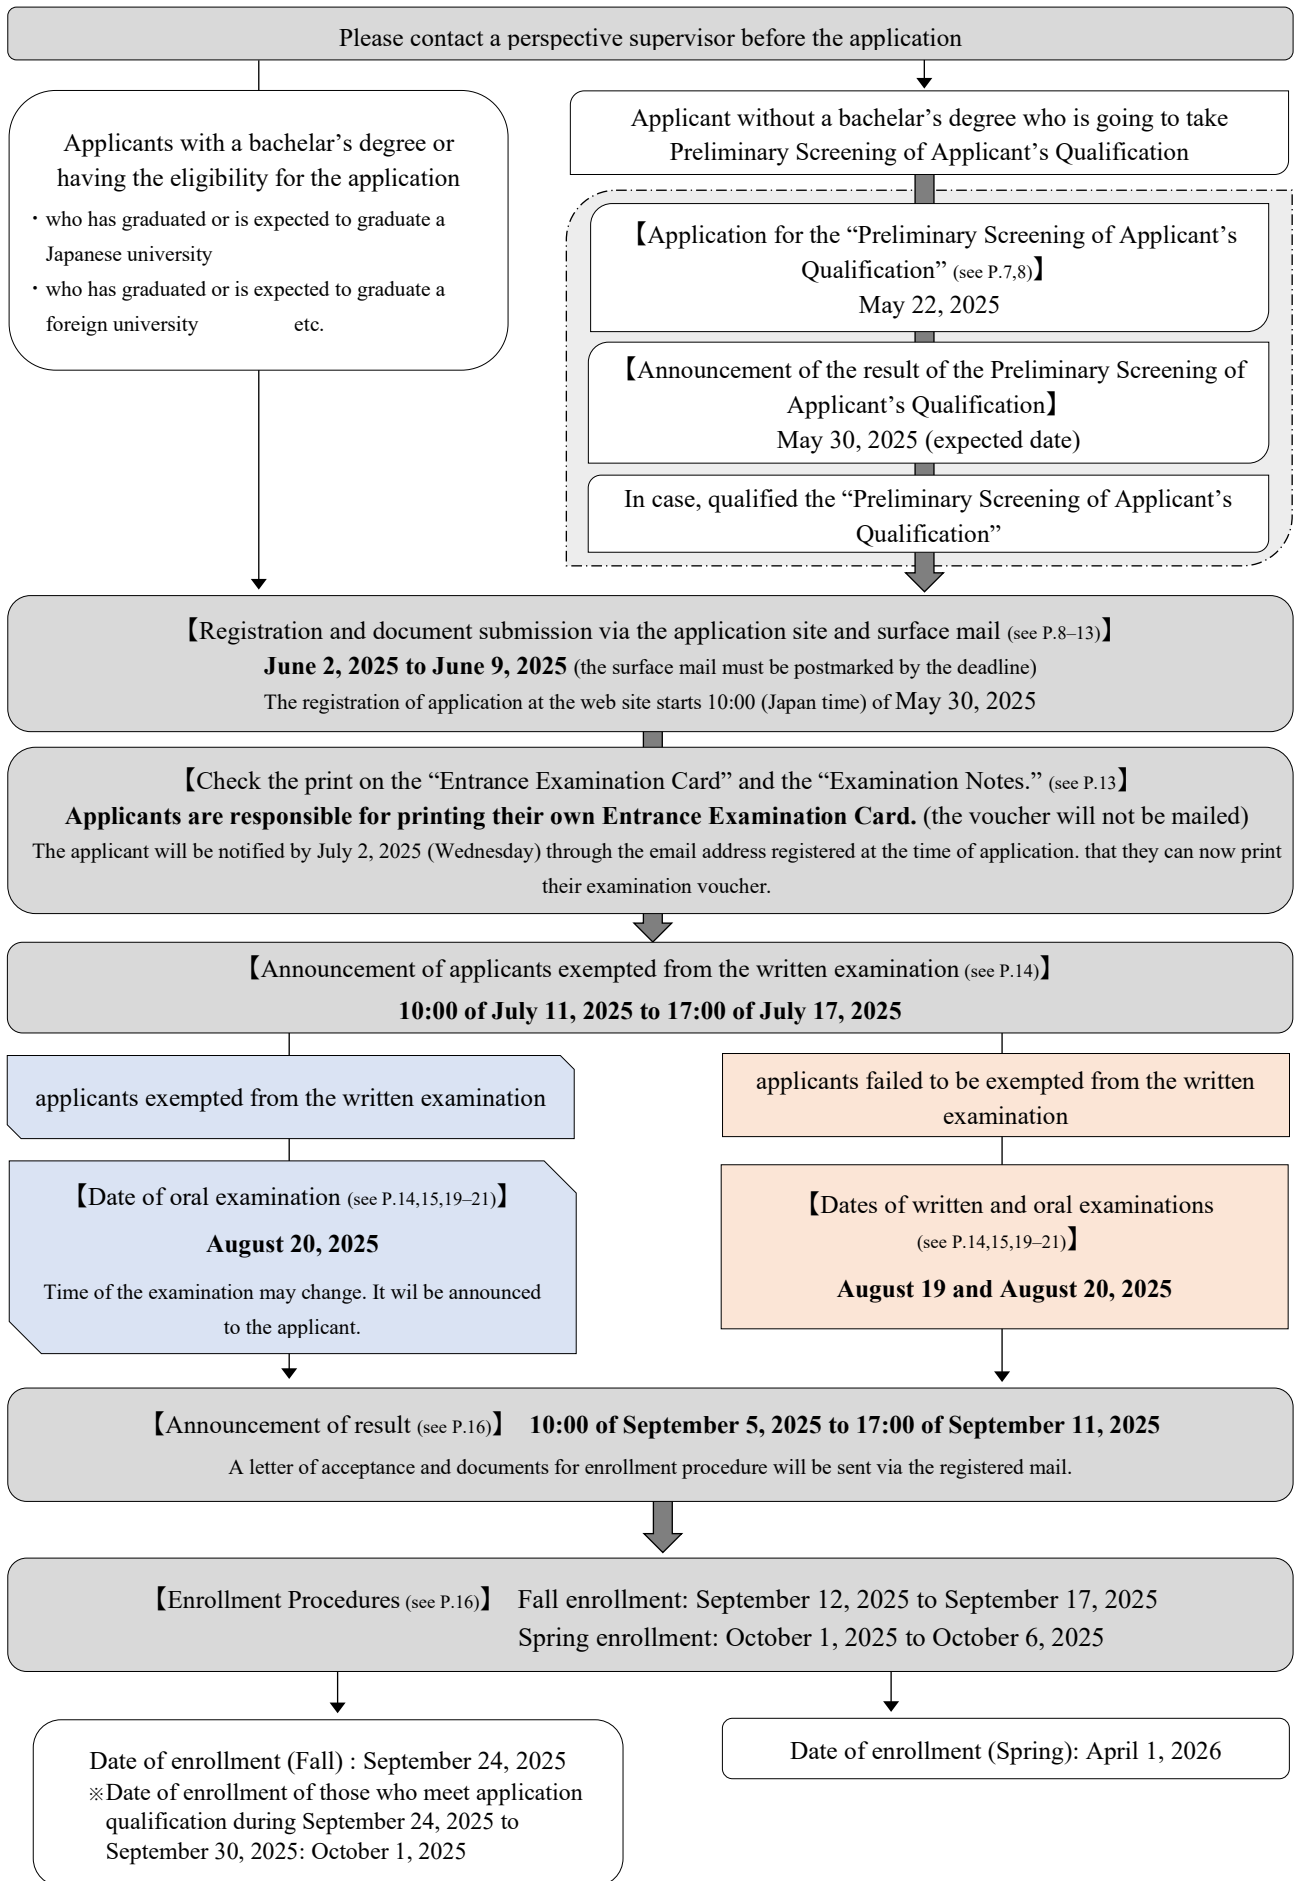 Please contact a perspective supervisor before the application
Applicants with a bachelar’s degree or
having the eligibility for the application
・who has graduated or is expected to graduate a
Japanese university
・who has graduated or is expected to graduate a
foreign university etc.
Applicant without a bachelar’s degree who is going to take
Preliminary Screening of Applicant’s Qualification
【Application for the “Preliminary Screening of Applicant’s
Qualification” (see P.7,8)】
May 22, 2025
【Announcement of the result of the Preliminary Screening of
Applicant’s Qualification】
May 30, 2025 (expected date)
In case, qualified the “Preliminary Screening of Applicant’s
Qualification”
【Registration and document submission via the application site and surface mail (see P.8–13)】
June 2, 2025 to June 9, 2025 (the surface mail must be postmarked by the deadline)
The registration of application at the web site starts 10:00 (Japan time) of May 30, 2025
【Check the print on the “Entrance Examination Card” and the “Examination Notes.” (see P.13】
Applicants are responsible for printing their own Entrance Examination Card. (the voucher will not be mailed)
The applicant will be notified by July 2, 2025 (Wednesday) through the email address registered at the time of application. that they can now print
their examination voucher.
【Announcement of applicants exempted from the written examination (see P.14)】
10:00 of July 11, 2025 to 17:00 of July 17, 2025
applicants exempted from the written examination
【Date of oral examination (see P.14,15,19–21)】
August 20, 2025
Time of the examination may change. It wil be announced
to the applicant.
applicants failed to be exempted from the written
examination
【Dates of written and oral examinations
(see P.14,15,19–21)】
August 19 and August 20, 2025
【Announcement of result (see P.16)】 10:00 of September 5, 2025 to 17:00 of September 11, 2025
A letter of acceptance and documents for enrollment procedure will be sent via the registered mail.
【Enrollment Procedures (see P.16)】 Fall enrollment: September 12, 2025 to September 17, 2025
Spring enrollment: October 1, 2025 to October 6, 2025
Date of enrollment (Fall) : September 24, 2025
※Date of enrollment of those who meet application
qualification during September 24, 2025 to
September 30, 2025: October 1, 2025
Date of enrollment (Spring): April 1, 2026